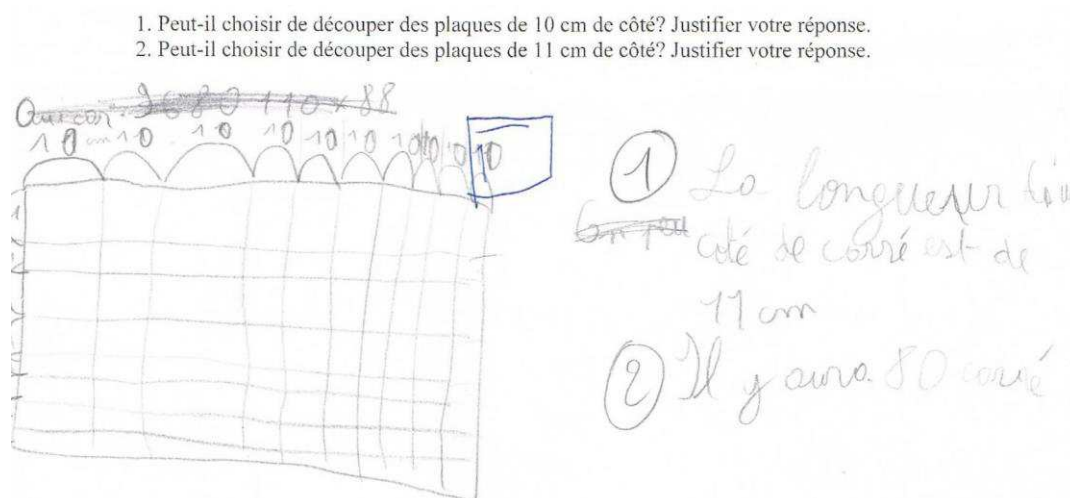 1. Peut-il choisir de découper des plaques de 10 cm de côté? Justifier votre réponse.
2. Peut-il choisir de découper des plaques de 11 cm de côté? Justifier votre réponse.
9680 110 x 88
10 cm 10 10 10 10 10 10 10 10 10
1 La longueur
coté de carré est de
11 cm
2 Il y aura 80 carré